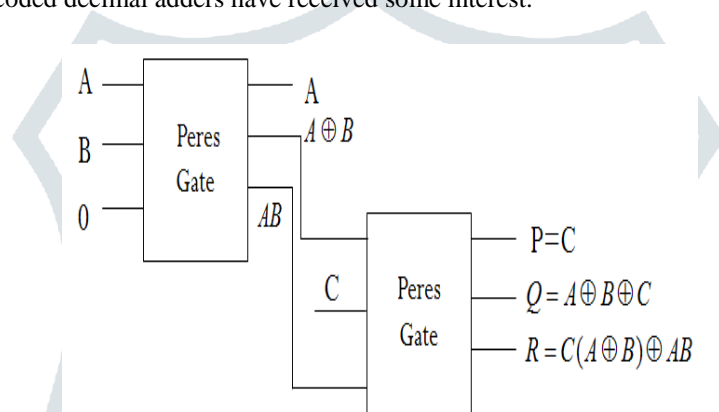 coded decimal adders have received some interest.
A
A
Peres
Gate
A⊕B
B
0
AB
P=C
C
Peres
Gate
Q=A⊕B⊕C
R=C(A⊕B)⊕AB